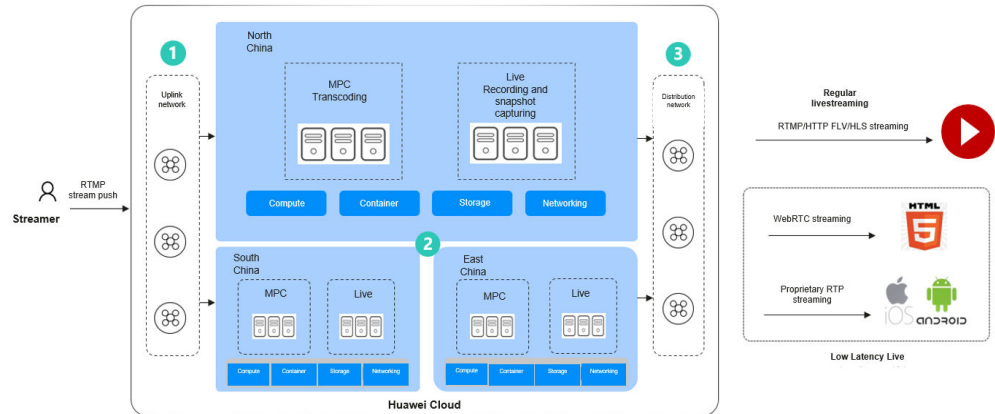 Streamer
RTMP
stream push
1
Uplink
network
North
China
MPC
Transcoding
Live
Recording and
snapshot
capturing
Compute
Container
Storage
Networking
2
South
China
MPC
Live
Compute
Container
Storage
Networking
East
China
MPC
Live
Compute
Container
Storage
Networking
Huawei Cloud
3
Distribution
network
Regular
livestreaming
RTMP/HTTP FLV/HLS streaming
WebRTC streaming
HTML
5
Proprietary RTP
streaming
iOS
ANDROID
Low Latency Live